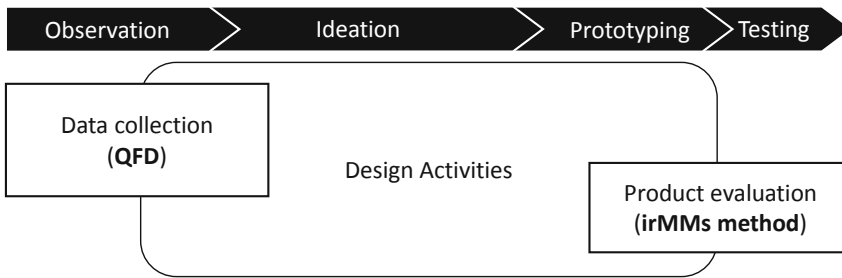 Observation Ideation Prototyping Testing
Data collection
(QFD)
Design Activities
Product evaluation
(irMMs method)